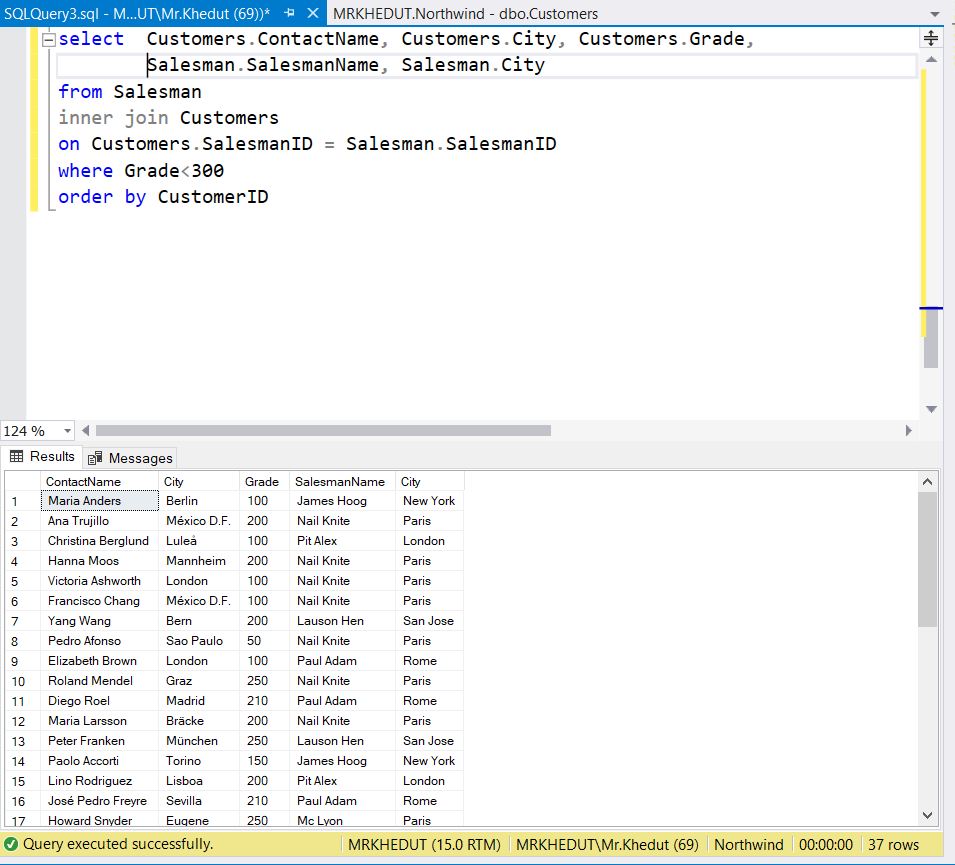 SQLQuery3.sql - M...UT\Mr.Khedut (69))* MRKHEDUT.Northwind - dbo.Customers
select Customers.ContactName, Customers.City, Customers.Grade,
Salesman.SalesmanName, Salesman.City
from Salesman
inner join Customers
on Customers.SalesmanID = Salesman.SalesmanID
where Grade<300
order by CustomerID
124 %
Results Messages
ContactName City Grade SalesmanName City
1 Maria Anders Berlin 100 James Hoog New York
2 Ana Trujillo México D.F. 200 Nail Knite Paris
3 Christina Berglund Luleå 100 Pit Alex London
4 Hanna Moos Mannheim 200 Nail Knite Paris
5 Victoria Ashworth London 100 Nail Knite Paris
6 Francisco Chang México D.F. 100 Nail Knite Paris
7 Yang Wang Bern 200 Lauson Hen San Jose
8 Pedro Afonso Sao Paulo 50 Nail Knite Paris
9 Elizabeth Brown London 100 Paul Adam Rome
10 Roland Mendel Graz 250 Nail Knite Paris
11 Diego Roel Madrid 210 Paul Adam Rome
12 Maria Larsson Bräcke 200 Nail Knite Paris
13 Peter Franken München 250 Lauson Hen San Jose
14 Paolo Accorti Torino 150 James Hoog New York
15 Lino Rodriguez Lisboa 200 Pit Alex London
16 José Pedro Freyre Sevilla 210 Paul Adam Rome
17 Howard Snyder Eugene 250 Mc Lyon Paris
Query executed successfully. MRKHEDUT (15.0 RTM) MRKHEDUT\Mr.Khedut (69) Northwind 00:00:00 37 rows